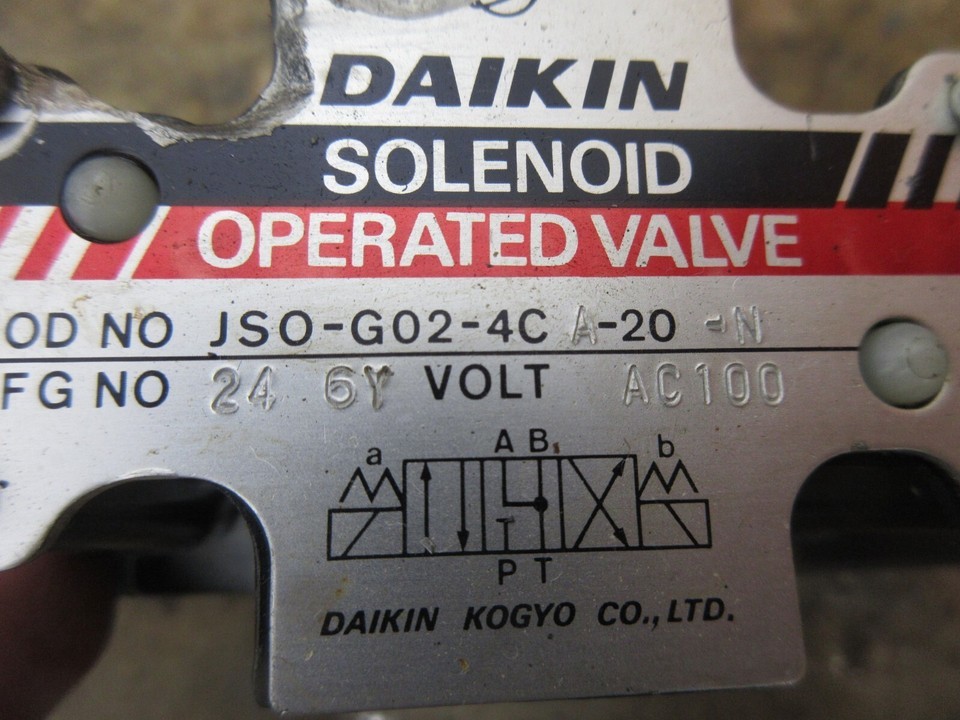 DAIKIN
SOLENOID
OPERATED VALVE
OD NO JSO-G02-4C A-20 -N
FG NO 24 6Y VOLT AC100
A B
a b
T
P T
DAIKIN KOGYO CO., LTD.